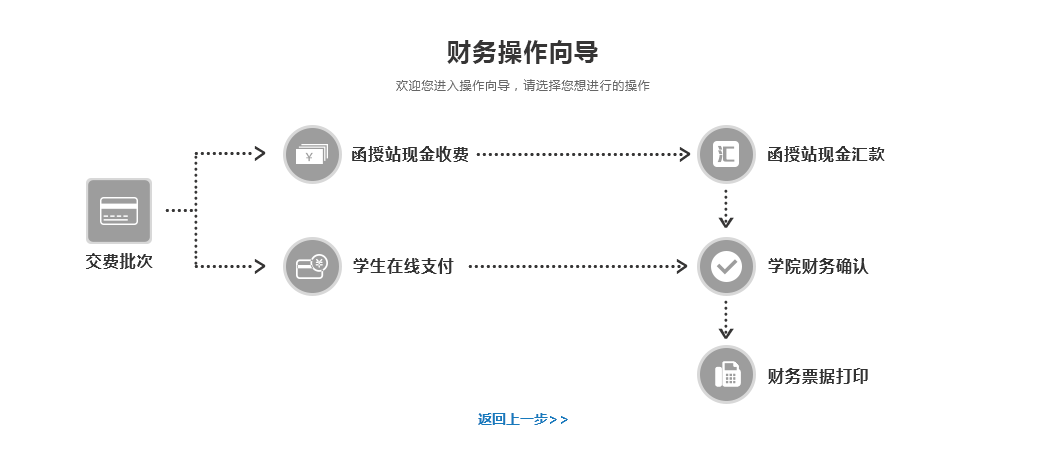 财务操作向导
欢迎您进入操作向导，请选择您想进行的操作
¥
函授站现金收费
汇
函授站现金汇款
交费批次
¥
学生在线支付
学院财务确认
财务票据打印
返回上一步>>